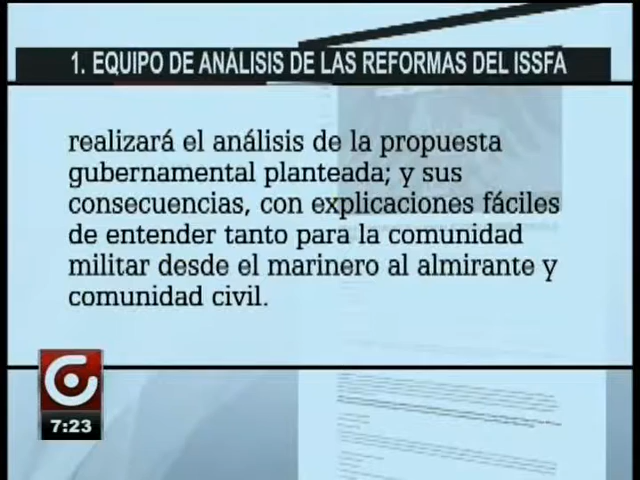 1. EQUIPO DE ANÁLISIS DE LAS REFORMAS DEL ISSFA
realizará el análisis de la propuesta
gubernamental planteada; y sus
consecuencias, con explicaciones fáciles
de entender tanto para la comunidad
militar desde el marinero al almirante y
comunidad civil.
7:23